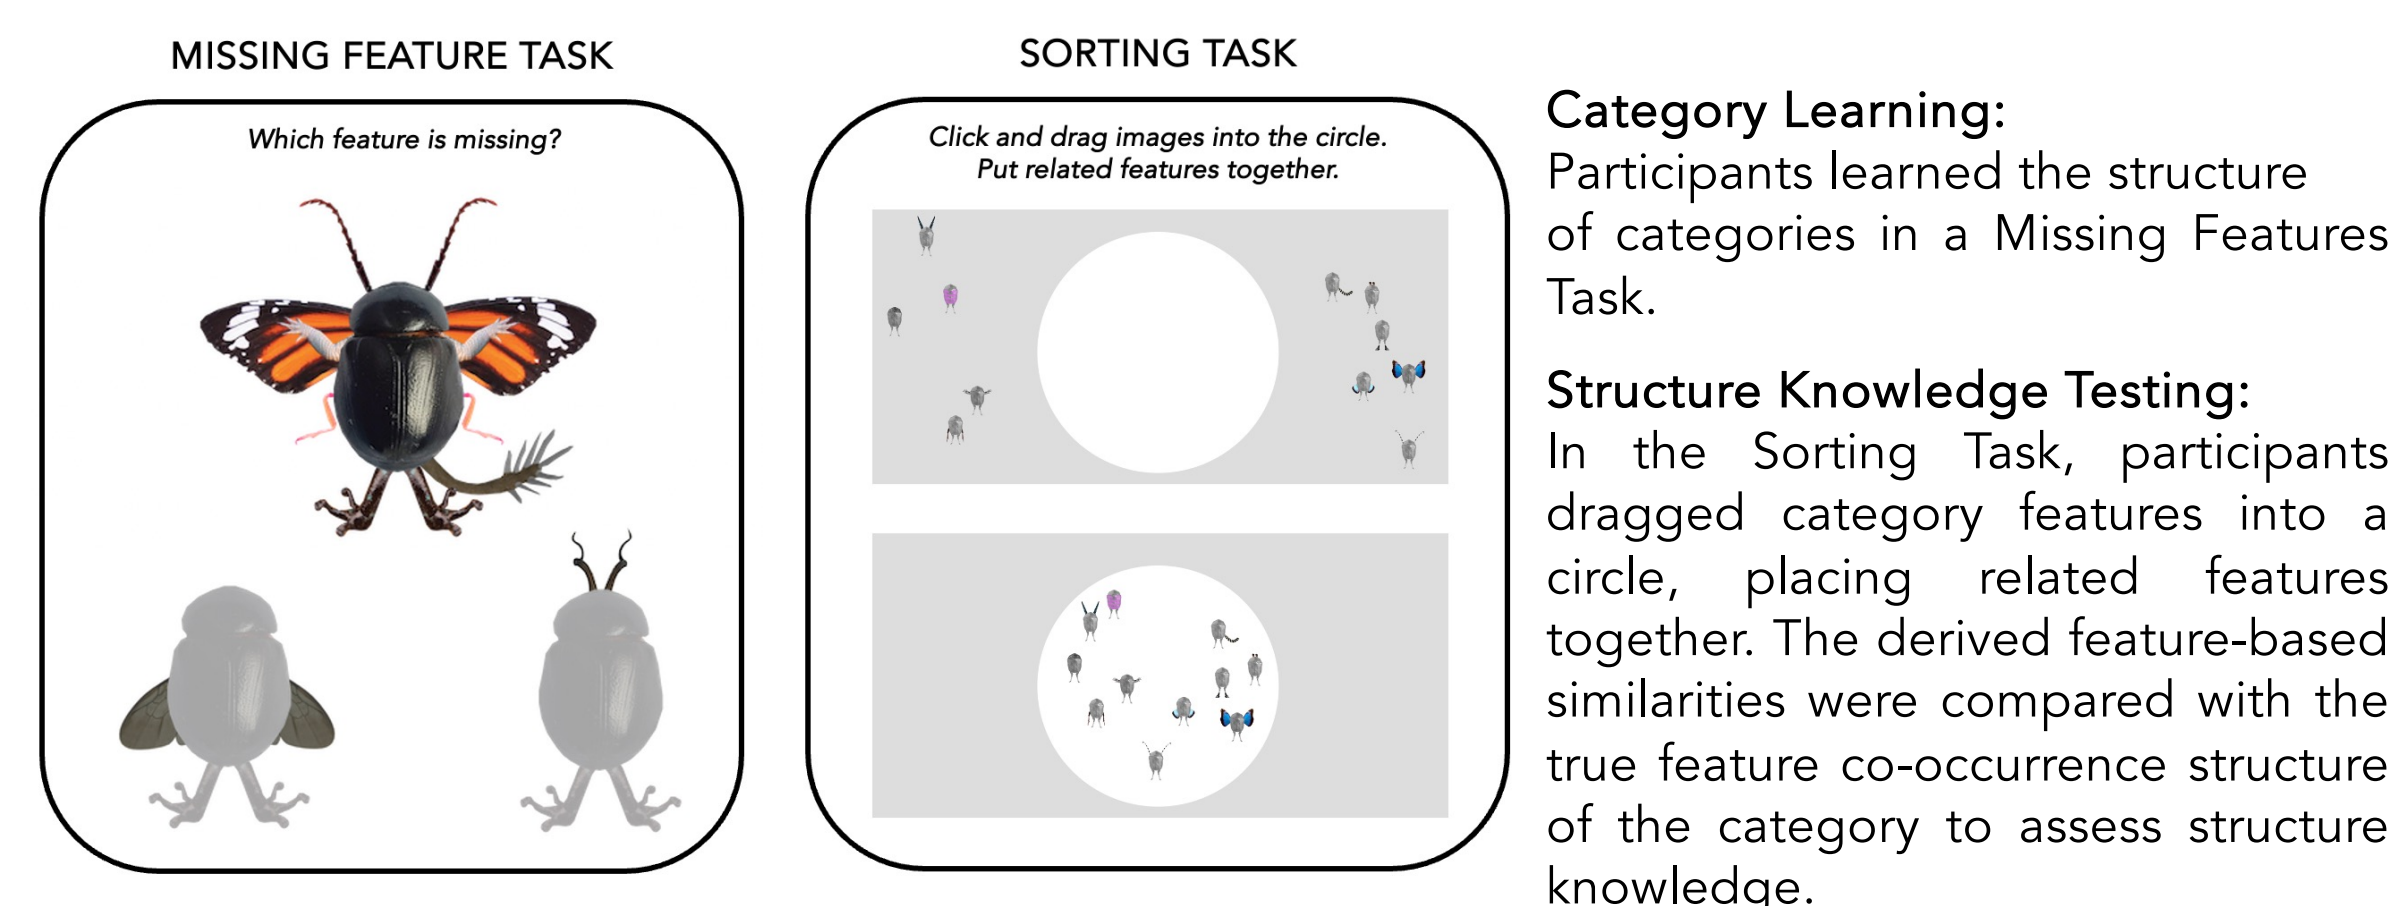 MISSING FEATURE TASK
Which feature is missing?
SORTING TASK
Click and drag images into the circle.
Put related features together.
Category Learning:
Participants learned the structure
of categories in a Missing Features
Task.
Structure Knowledge Testing:
In the Sorting Task, participants
dragged category features into a
circle, placing related features
together. The derived feature-based
similarities were compared with the
true feature co-occurrence structure
of the category to assess structure
knowledge.